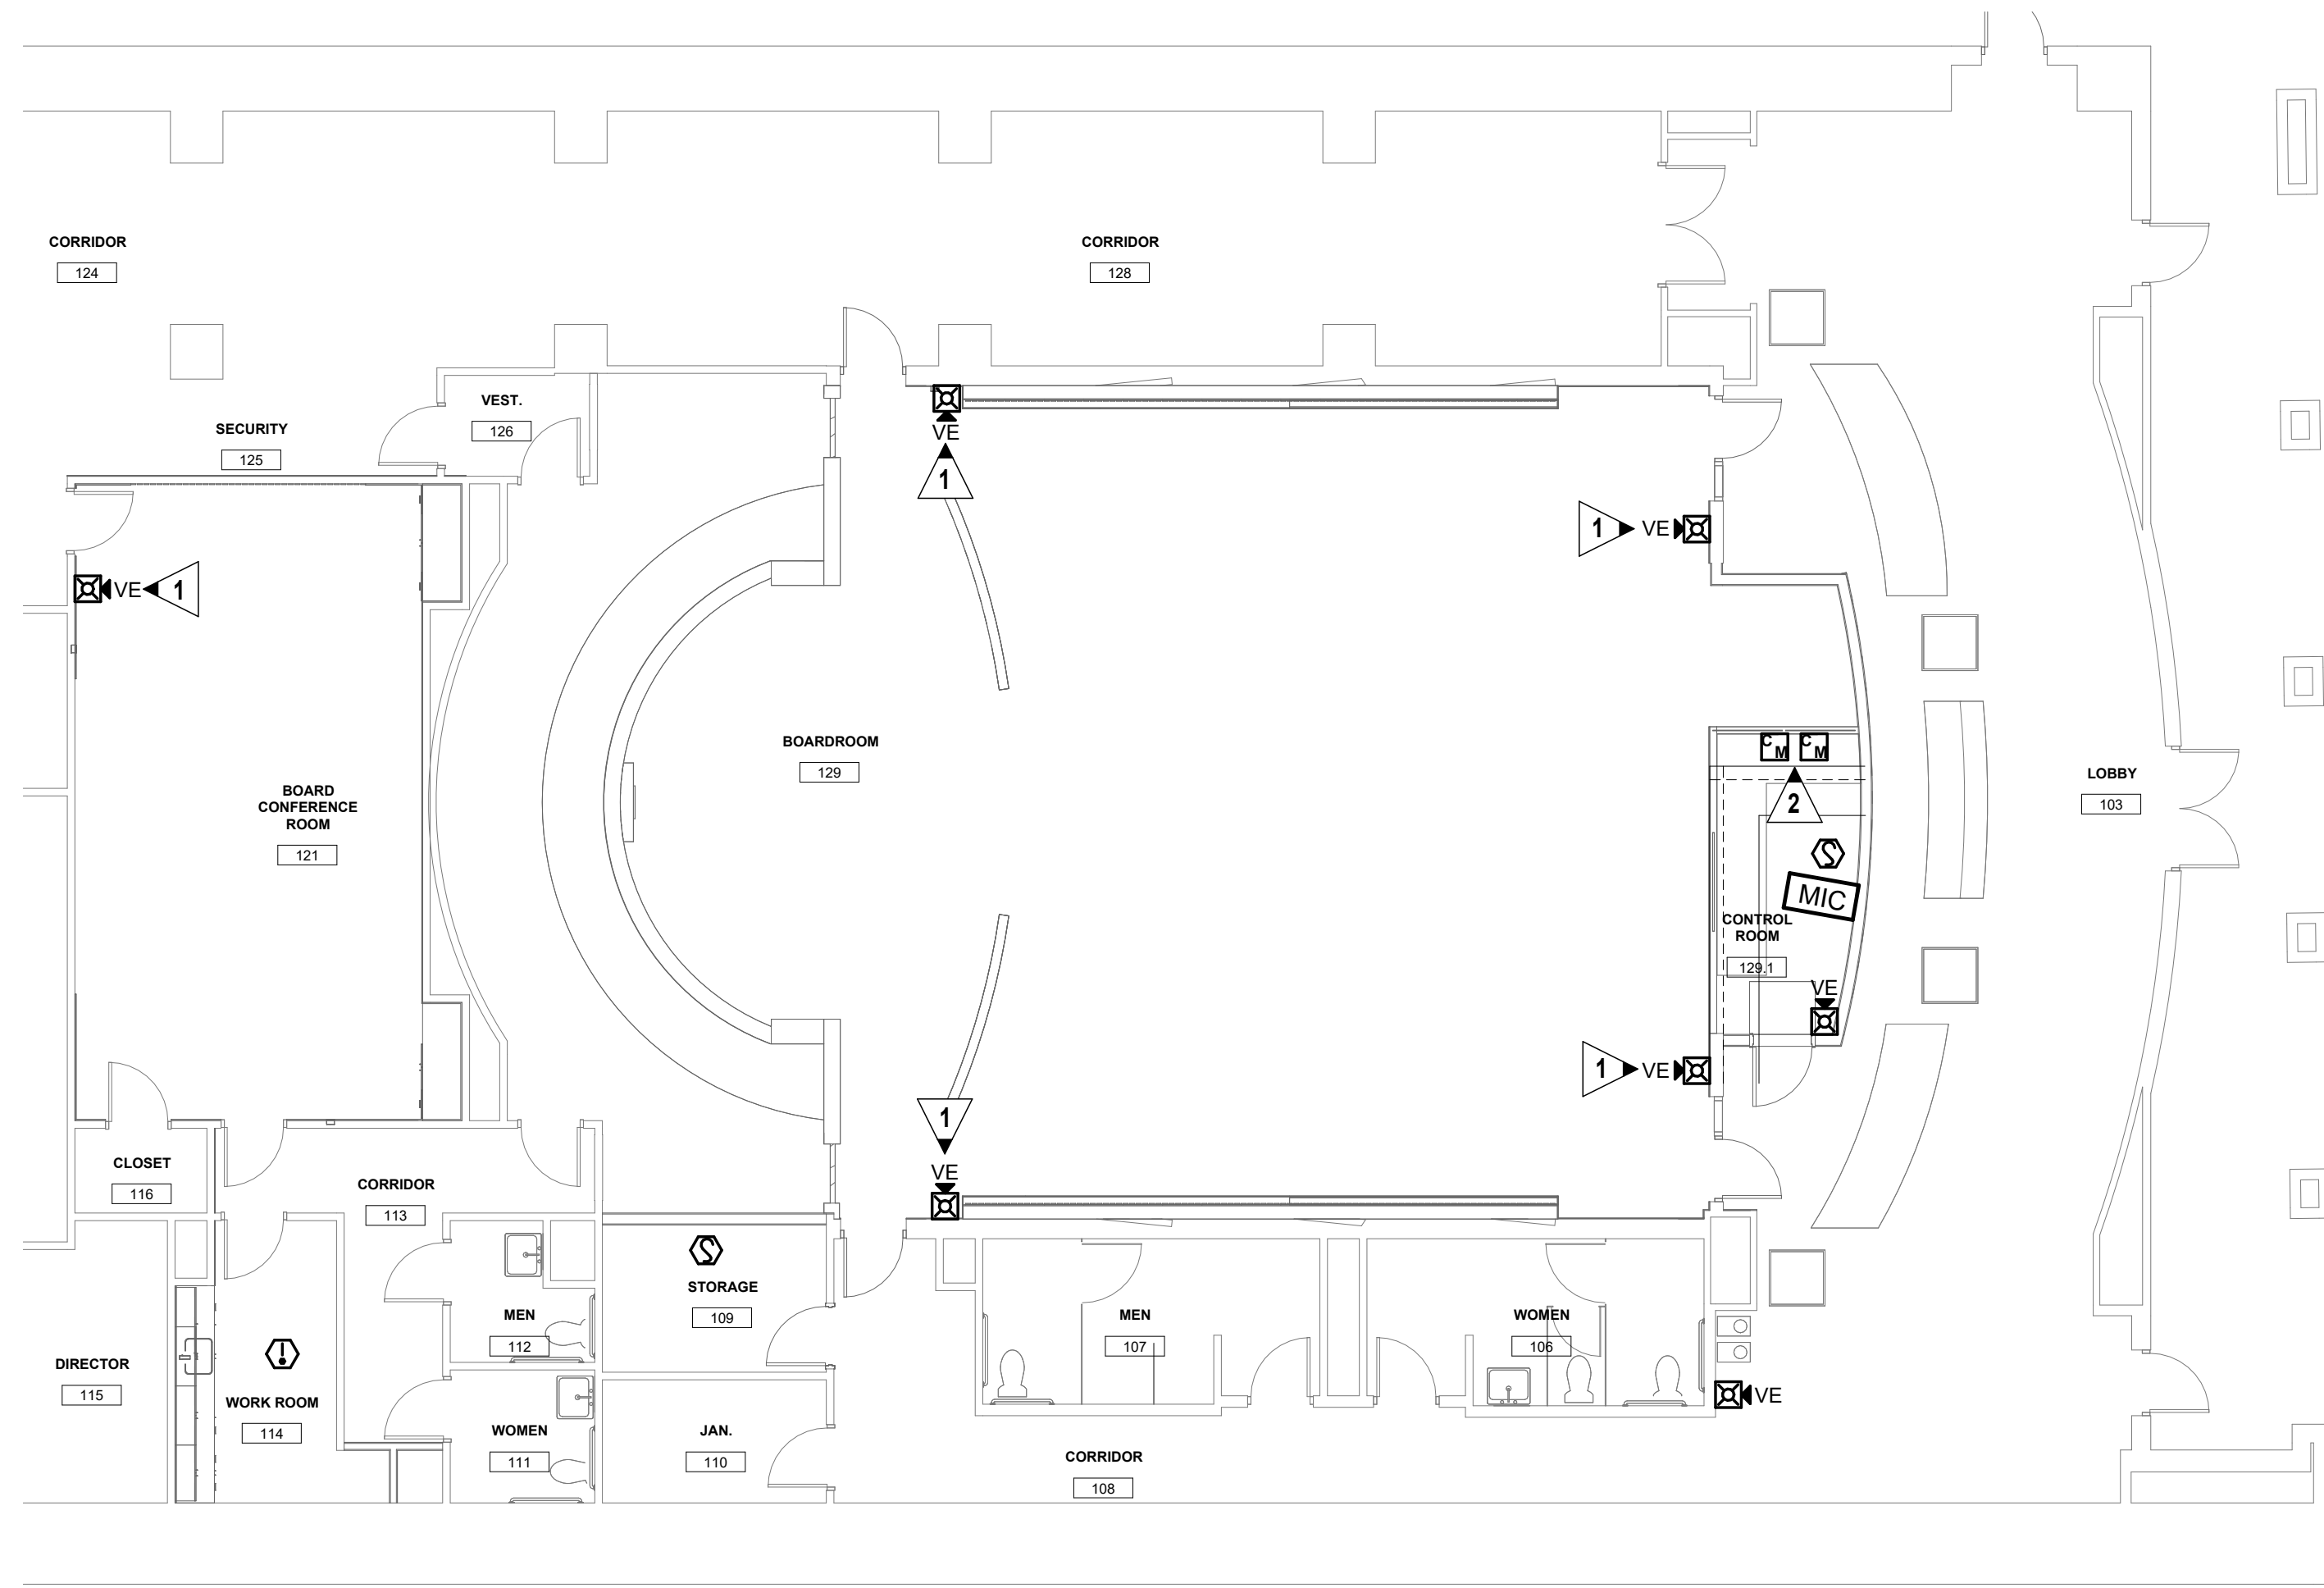 CORRIDOR
124
CORRIDOR
128
VEST.
126
SECURITY
125
VE
1
1
VE
VE
1
BOARDROOM
129
C M
C M
2
LOBBY
103
BOARD
CONFERENCE
ROOM
121
S
MIC
CONTROL
ROOM
129.1
VE
1
VE
1
VE
CLOSET
116
CORRIDOR
113
S
STORAGE
109
MEN
112
MEN
107
WOMEN
106
!
DIRECTOR
115
WORK ROOM
114
VE
WOMEN
111
JAN.
110
CORRIDOR
108